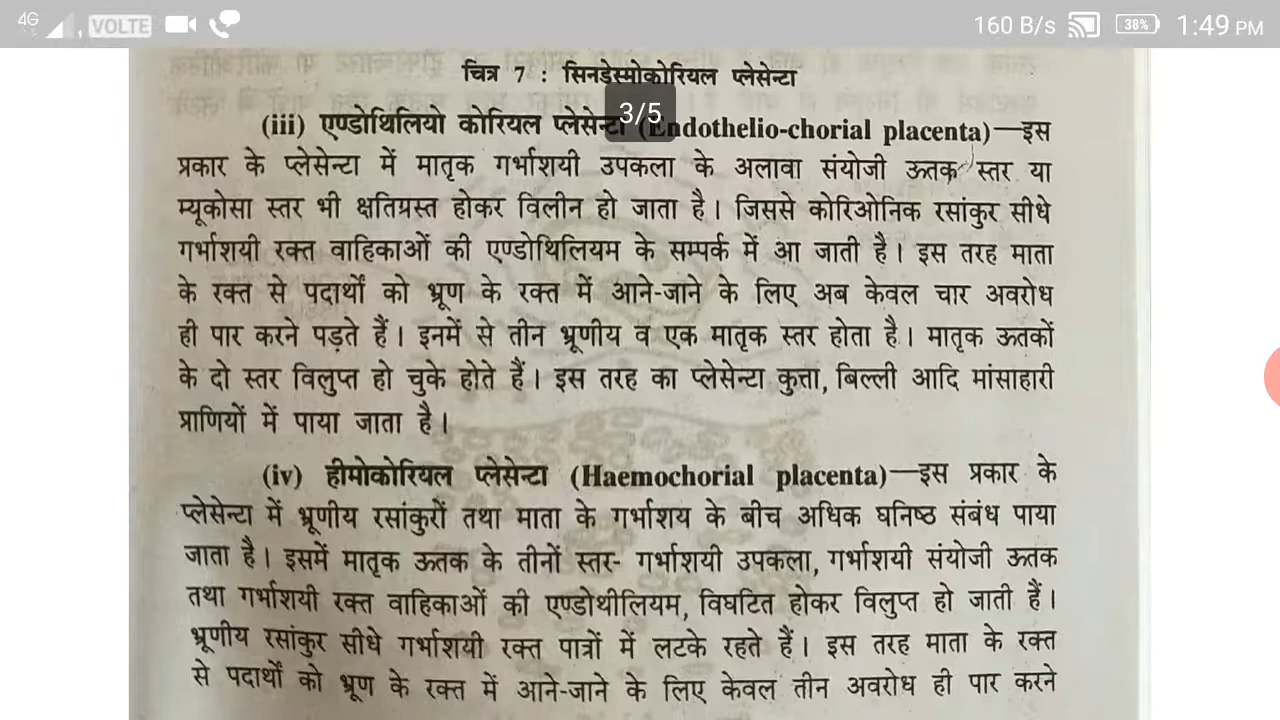 4G VOLTE 160 B/s 38% 1:49 PM
चित्र 7 : सिनडेस्मोकोरियल प्लेसेन्टा
3/5
(iii) एण्डोथिलियो कोरियल प्लेसेन्टा (Endothelio-chorial placenta)—इस
प्रकार के प्लेसेन्टा में मातृक गर्भाशयी उपकला के अलावा संयोजी ऊतक स्तर या
म्यूकोसा स्तर भी क्षतिग्रस्त होकर विलीन हो जाता है। जिससे कोरिओनिक रसांकुर सीधे
गर्भाशयी रक्त वाहिकाओं की एण्डोथिलियम के सम्पर्क में आ जाती है। इस तरह माता
के रक्त से पदार्थों को भ्रूण के रक्त में आने-जाने के लिए अब केवल चार अवरोध
ही पार करने पड़ते हैं। इनमें से तीन भ्रूणीय व एक मातृक स्तर होता है। मातृक ऊतकों
के दो स्तर विलुप्त हो चुके होते हैं। इस तरह का प्लेसेन्टा कुत्ता, बिल्ली आदि मांसाहारी
प्राणियों में पाया जाता है।
(iv) हीमोकोरियल प्लेसेन्टा (Haemochorial placenta)—इस प्रकार के
प्लेसेन्टा में भ्रूणीय रसांकुरों तथा माता के गर्भाशय के बीच अधिक घनिष्ठ संबंध पाया
जाता है। इसमें मातृक ऊतक के तीनों स्तर- गर्भाशयी उपकला, गर्भाशयी संयोजी ऊतक
तथा गर्भाशयी रक्त वाहिकाओं की एण्डोथीलियम, विघटित होकर विलुप्त हो जाती हैं।
भ्रूणीय रसांकुर सीधे गर्भाशयी रक्त पात्रों में लटके रहते हैं। इस तरह माता के रक्त
से पदार्थों को भ्रूण के रक्त में आने-जाने के लिए केवल तीन अवरोध ही पार करने